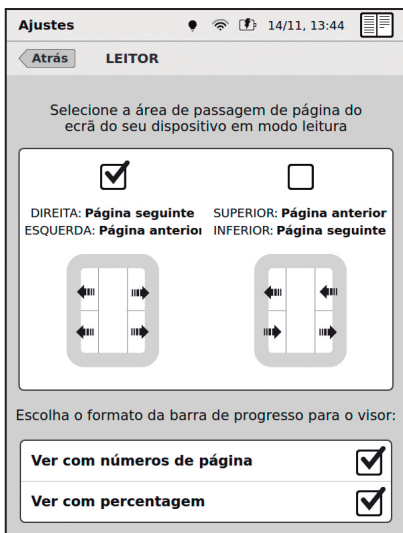 Ajustes 14/11, 13:44
Atrás LEITOR
Selecione a área de passagem de página do
ecrã do seu dispositivo em modo leitura
DIREITA: Página seguinte SUPERIOR: Página anterior
ESQUERDA: Página anterior INFERIOR: Página seguinte
Escolha o formato da barra de progresso para o visor:
Ver com números de página
Ver com percentagem